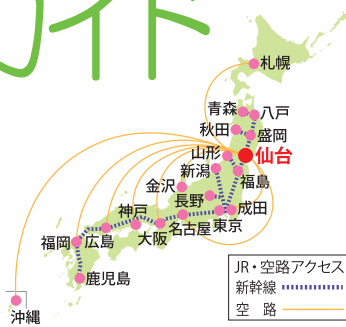 ガイド
札幌
青森
八戸
秋田
盛岡
山形
仙台
新潟
福島
金沢
長野
成田
神戸
東京
名古屋
福岡
広島
大阪
鹿児島
沖縄
JR・空路アクセス
新幹線
空 路